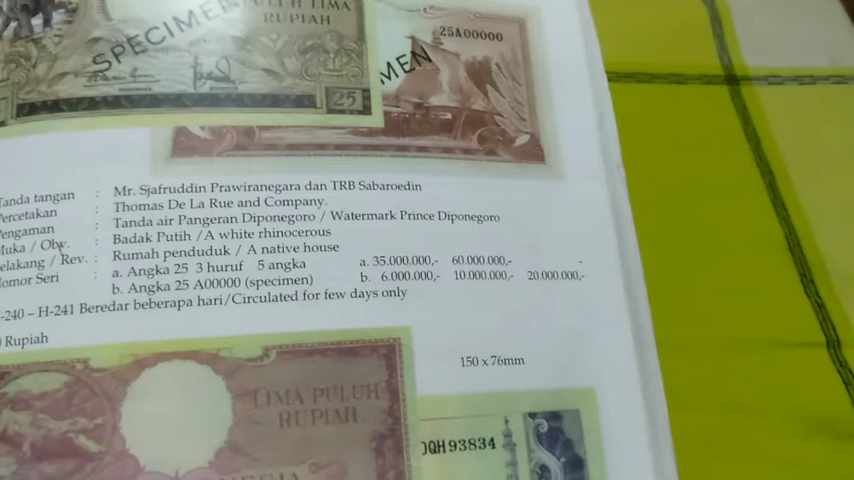 LIMA
RUPIAH
SPECIMEN
25A00000
MEN
25
Tanda tangan : Mr. Sjafruddin Prawiranegara dan TRB Sabaroedin
Percetakan : Thomas De La Rue and Company.
Pengaman : Tanda air Pangeran Diponegoro / Watermark Prince Diponegoro
Muka / Obv. : Badak Putih / A white rhinocerous
elakang / Rev. : Rumah penduduk / A native house
Nomor Seri : a. Angka 25 3 huruf 5 angka a. 35.000.000,- 60.000.000,- -
b. Angka 25 A00000 (specimen) b. 6.000.000,- 10.000.000,- 20.000.000,-
-240 – H-241 Beredar beberapa hari/Circulated for few days only
Rupiah
150 x 76mm
LIMA PULUH
RUPIAH
QH93834